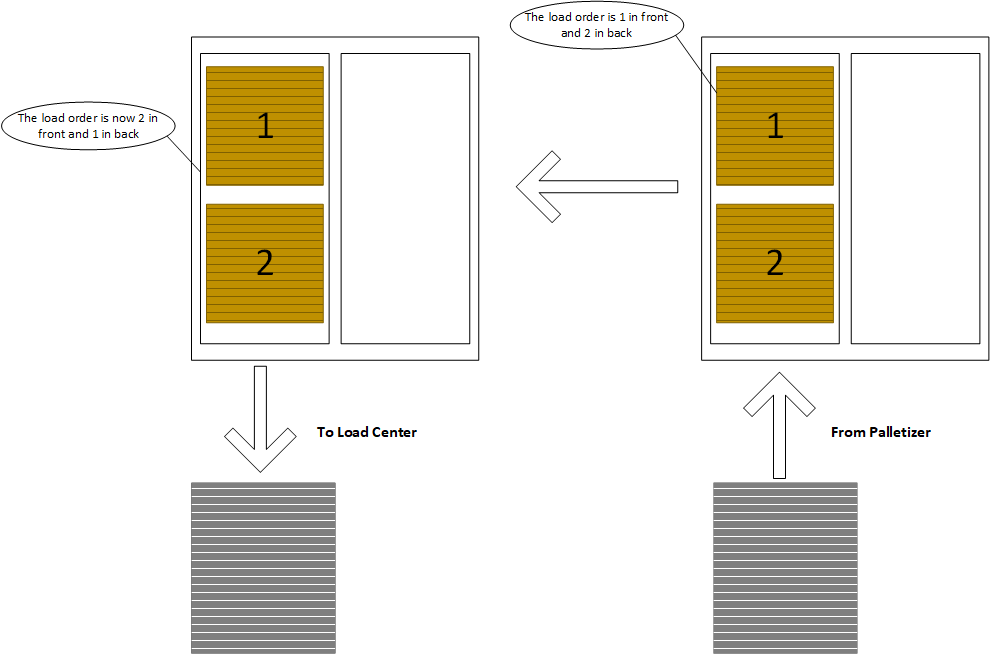 The load order is 1 in front
and 2 in back
The load order is now 2 in
front and 1 in back
1
1
2
2
To Load Center
From Palletizer